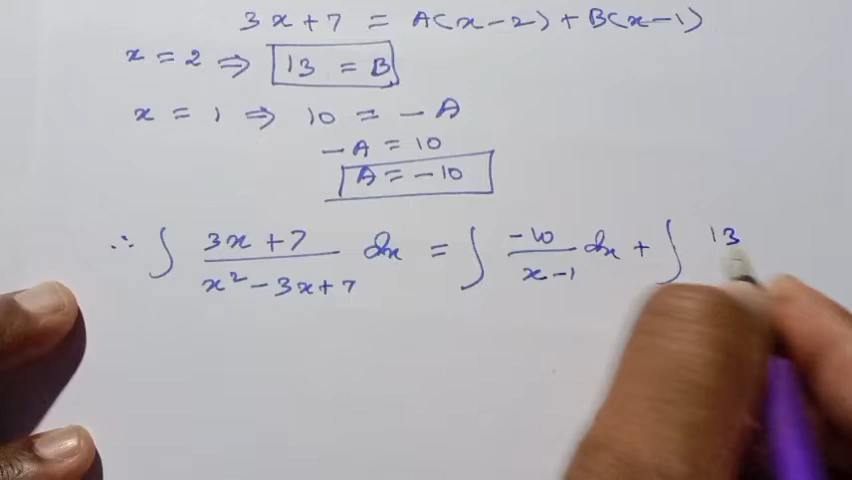 3x+7 = A(x-2)+B(x-1)
x = 2 ⇒ 13 = B
x = 1 ⇒ 10 = -A
-A = 10
A = -10
∴ ∫ (3x+7)/(x²-3x+7) dx = ∫ (-10)/(x-1) dx + ∫ 13